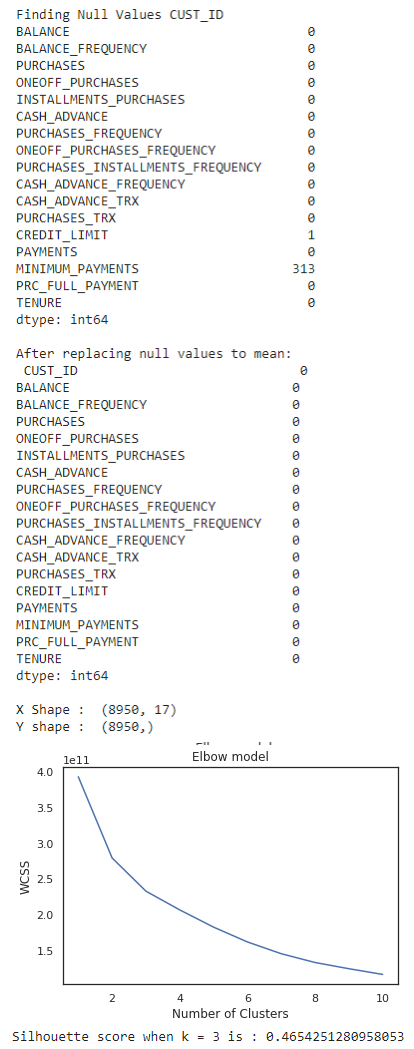 Finding Null Values CUST_ID
BALANCE 0
BALANCE_FREQUENCY 0
PURCHASES 0
ONEOFF_PURCHASES 0
INSTALLMENTS_PURCHASES 0
CASH_ADVANCE 0
PURCHASES_FREQUENCY 0
ONEOFF_PURCHASES_FREQUENCY 0
PURCHASES_INSTALLMENTS_FREQUENCY 0
CASH_ADVANCE_FREQUENCY 0
CASH_ADVANCE_TRX 0
PURCHASES_TRX 0
CREDIT_LIMIT 1
PAYMENTS 0
MINIMUM_PAYMENTS 313
PRC_FULL_PAYMENT 0
TENURE 0
dtype: int64
After replacing null values to mean:
CUST_ID 0
BALANCE 0
BALANCE_FREQUENCY 0
PURCHASES 0
ONEOFF_PURCHASES 0
INSTALLMENTS_PURCHASES 0
CASH_ADVANCE 0
PURCHASES_FREQUENCY 0
ONEOFF_PURCHASES_FREQUENCY 0
PURCHASES_INSTALLMENTS_FREQUENCY 0
CASH_ADVANCE_FREQUENCY 0
CASH_ADVANCE_TRX 0
PURCHASES_TRX 0
CREDIT_LIMIT 0
PAYMENTS 0
MINIMUM_PAYMENTS 0
PRC_FULL_PAYMENT 0
TENURE 0
dtype: int64
X Shape : (8950, 17)
Y shape : (8950,)
Elbow model
1e11
4.0
3.5
3.0
2.5
2.0
1.5
WCSS
2 4 6 8 10
Number of Clusters
Silhouette score when k = 3 is : 0.4654251280958053